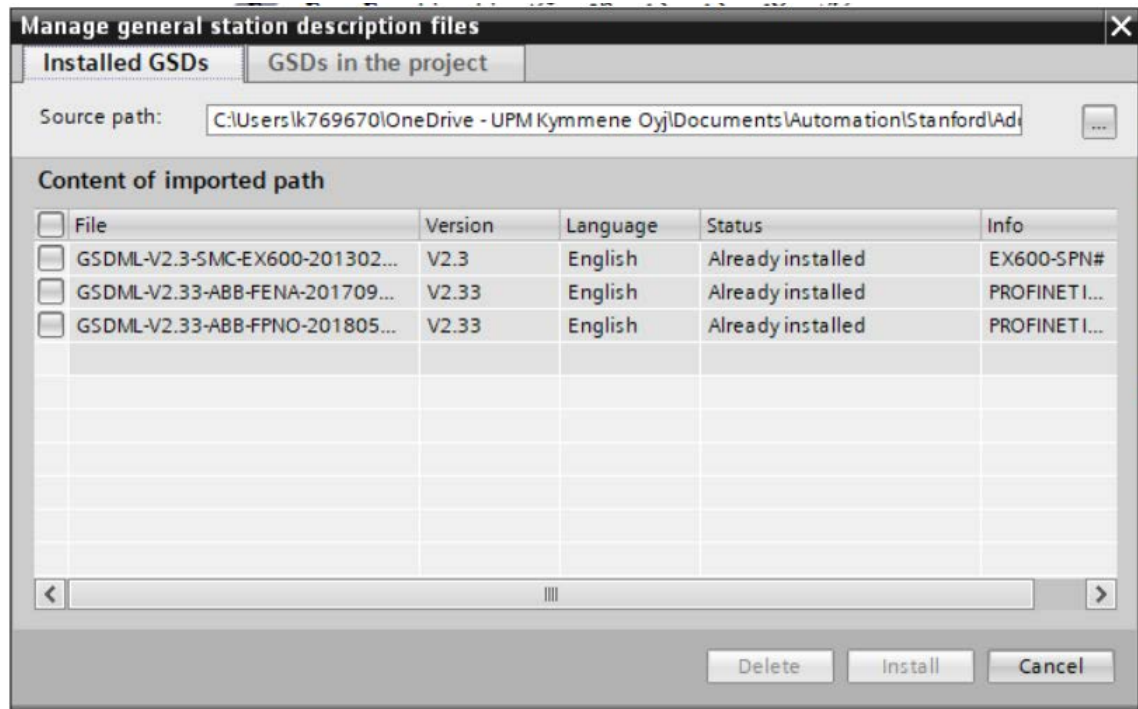 Manage general station description files
Installed GSDs GSDs in the project
Source path: C:\Users\k769670\OneDrive - UPM Kymmene Oyj\Documents\Automation\Stanford\Ad
...
Content of imported path
File Version Language Status Info
GSDML-V2.3-SMC-EX600-201302... V2.3 English Already installed EX600-SPN#
GSDML-V2.33-ABB-FENA-201709... V2.33 English Already installed PROFINET I...
GSDML-V2.33-ABB-FPNO-201805... V2.33 English Already installed PROFINET I...
Delete Install Cancel